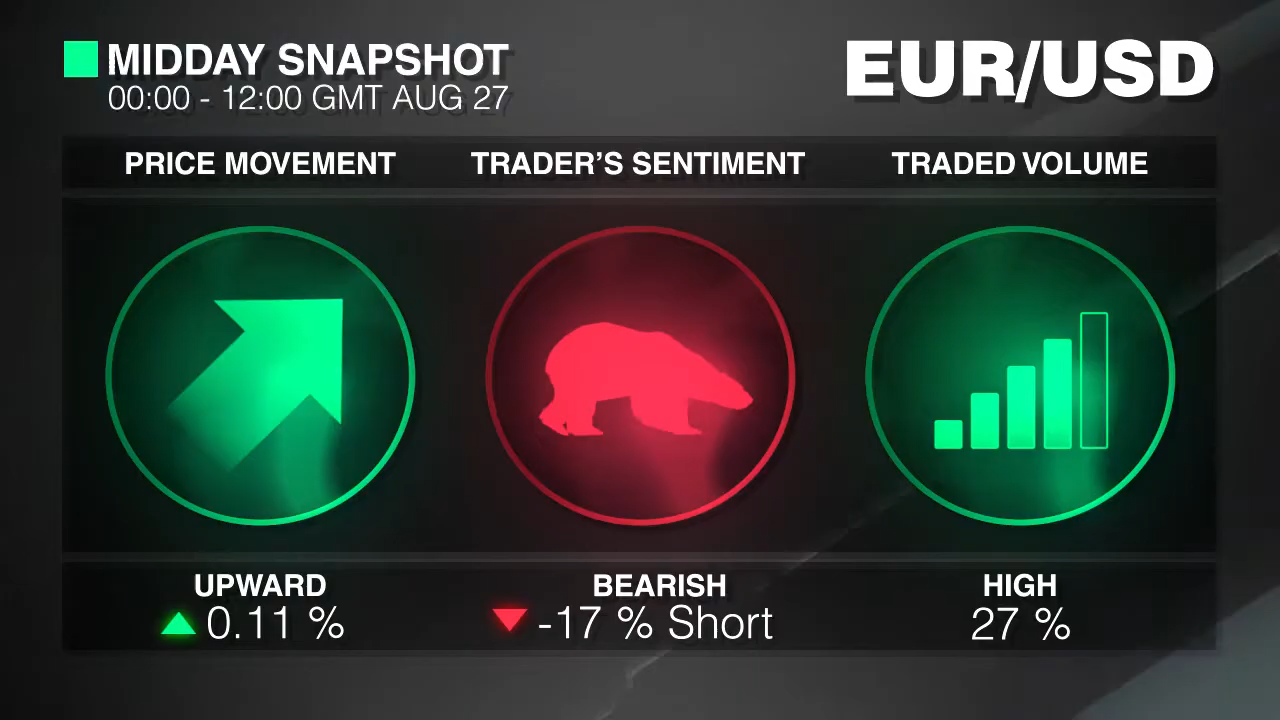 MIDDAY SNAPSHOT
00:00 - 12:00 GMT AUG 27
EUR/USD
PRICE MOVEMENT
TRADER’S SENTIMENT
TRADED VOLUME
UPWARD
0.11 %
BEARISH
-17 % Short
HIGH
27 %